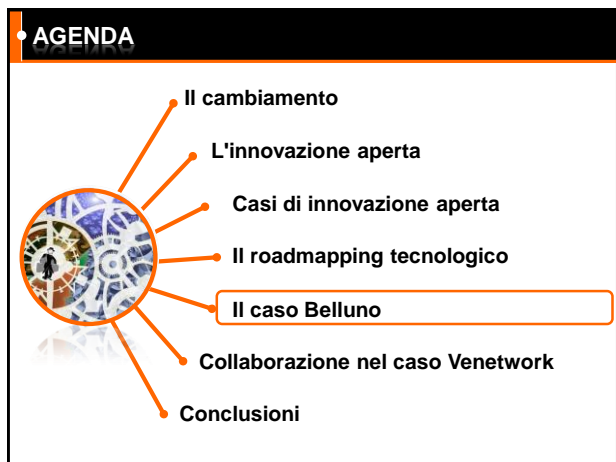 AGENDA
Il cambiamento
L'innovazione aperta
Casi di innovazione aperta
Il roadmapping tecnologico
Il caso Belluno
Collaborazione nel caso Venetwork
Conclusioni